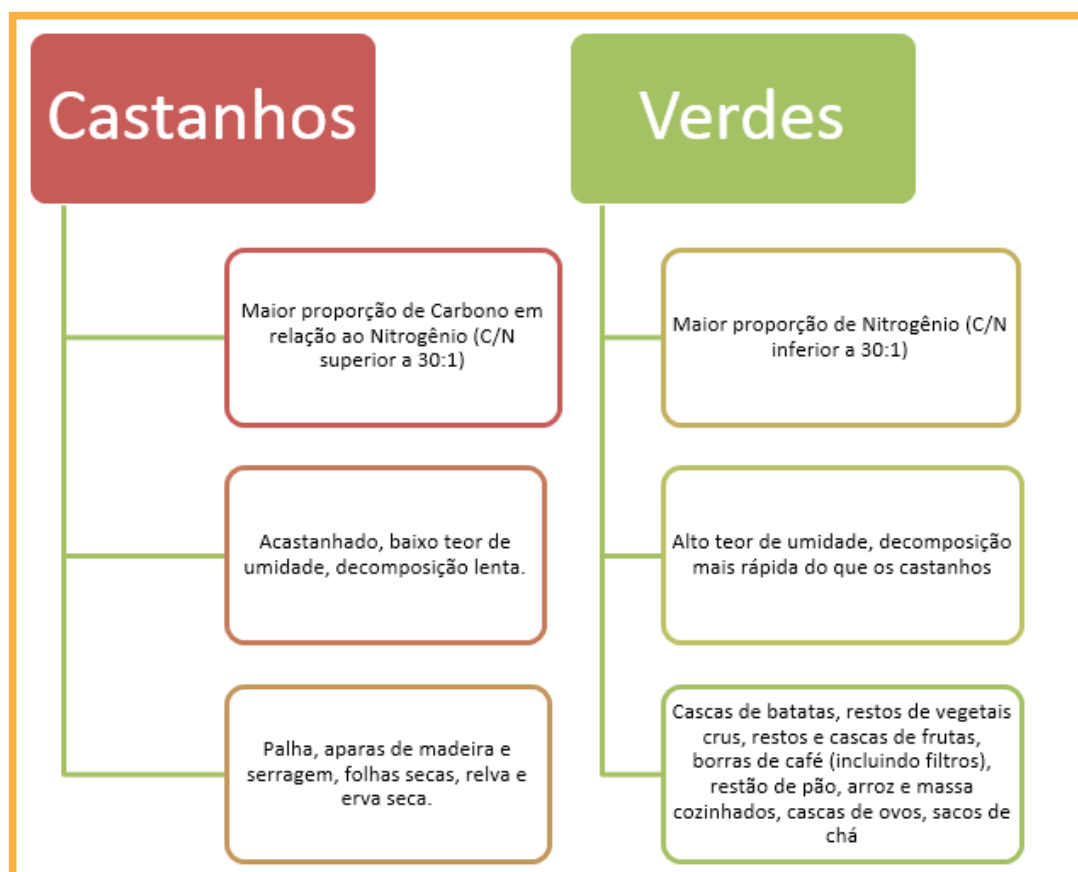 Castanhos
Maior proporção de Carbono em
relação ao Nitrogênio (C/N
superior a 30:1)
Acastanhado, baixo teor de
umidade, decomposição lenta.
Palha, aparas de madeira e
serragem, folhas secas, relva e
erva seca.
Verdes
Maior proporção de Nitrogênio (C/N
inferior a 30:1)
Alto teor de umidade, decomposição
mais rápida do que os castanhos
Cascas de batatas, restos de vegetais
crus, restos e cascas de frutas,
borras de café (incluindo filtros),
restão de pão, arroz e massa
cozinhados, cascas de ovos, sacos de
chá